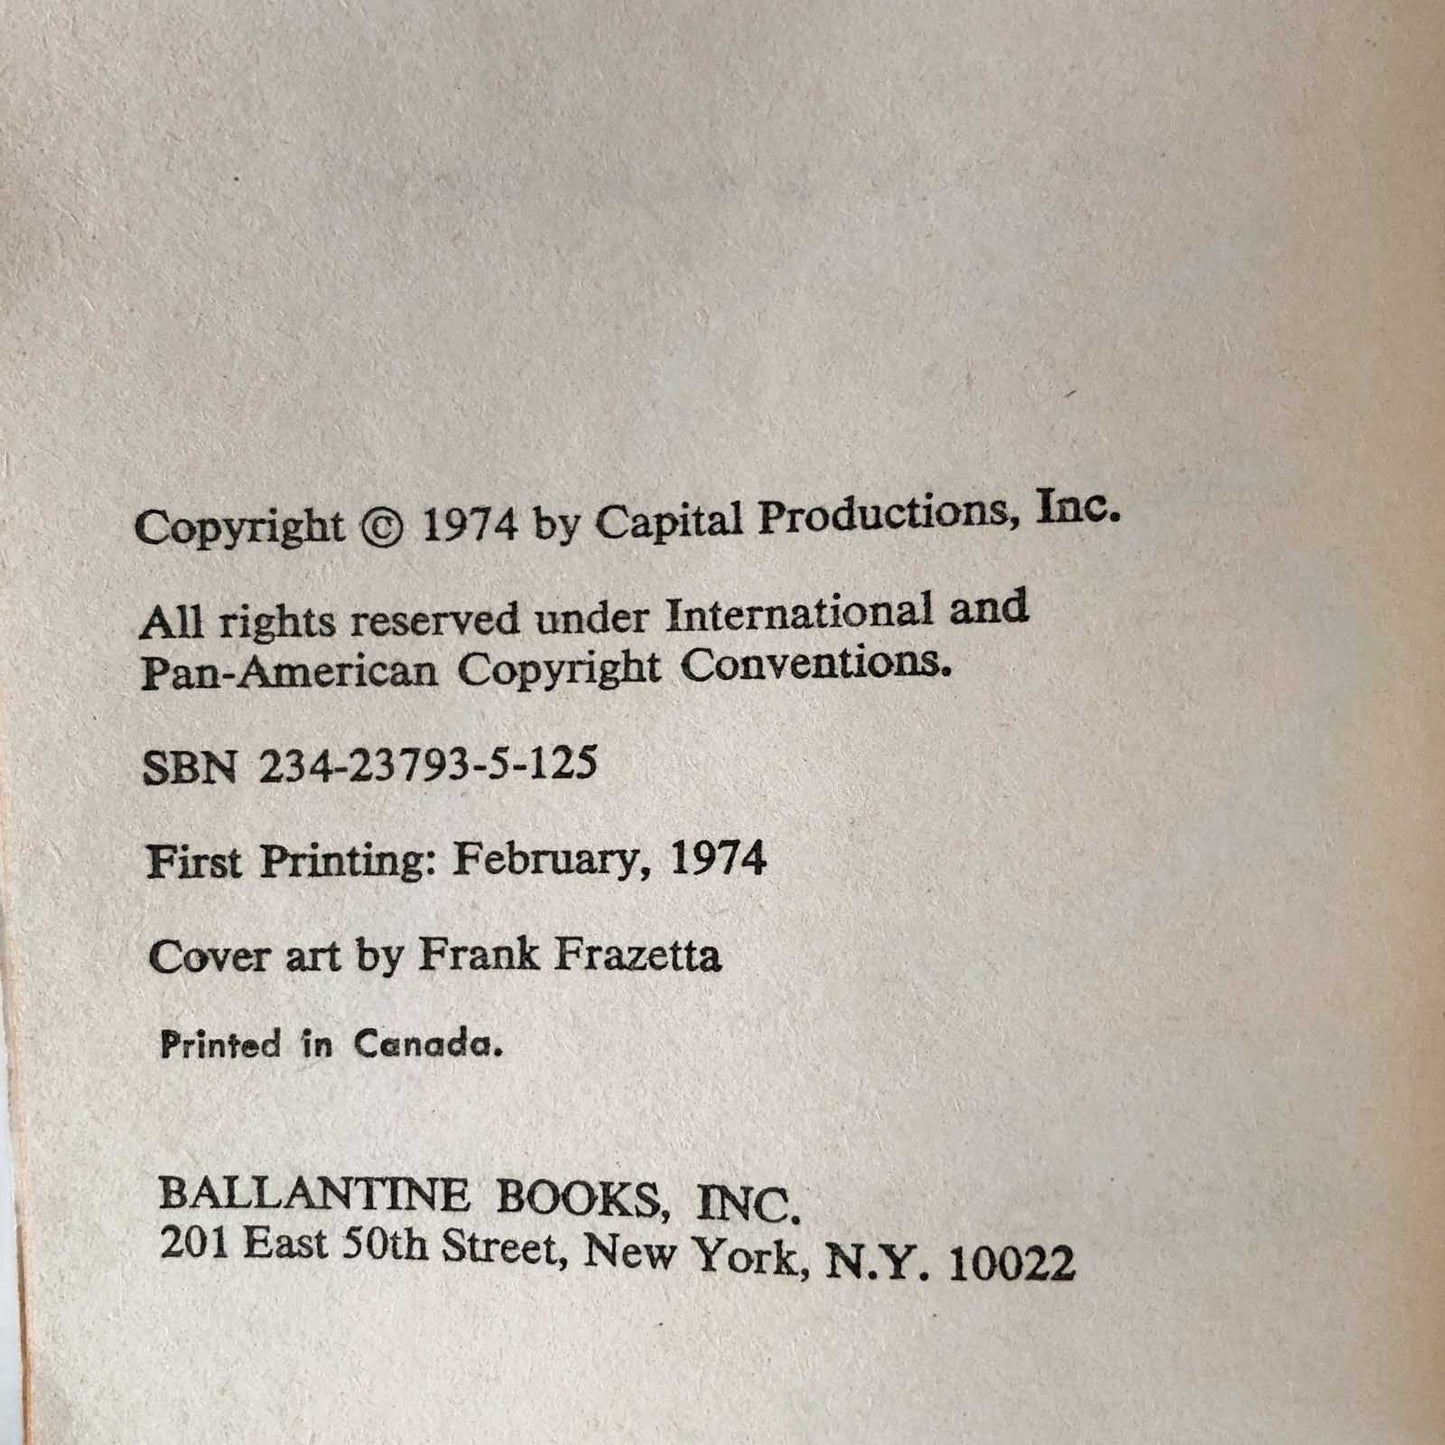 Copyright © 1974 by Capital Productions, Inc.
All rights reserved under International and
Pan-American Copyright Conventions.
SBN 234-23793-5-125
First Printing: February, 1974
Cover art by Frank Frazetta
Printed in Canada.
BALLANTINE BOOKS, INC.
201 East 50th Street, New York, N.Y. 10022